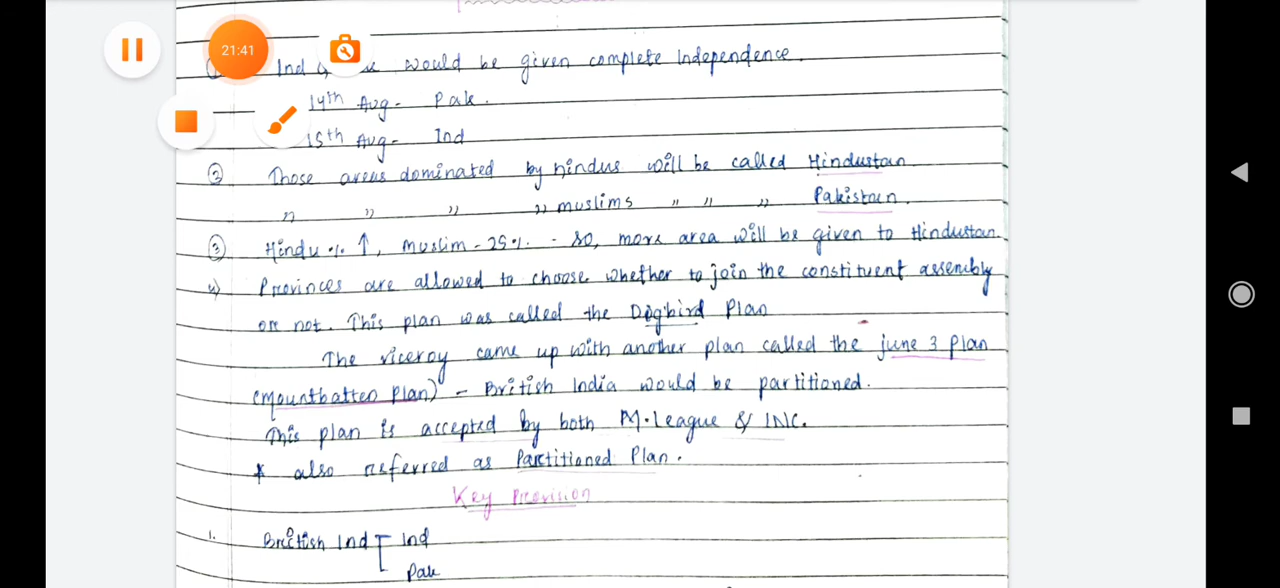 21:41
Ind would be given complete Independence.
14th Aug - Pak.
15th Aug - Ind
② Those areas dominated by hindus will be called Hindustan
" " " " muslims " " " Pakistan.
③ Hindu % ↑, Muslim - 25% - so, more area will be given to Hindustan
4) Provinces are allowed to choose whether to join the constituent assembly
or not. This plan was called the Dogbird Plan
The viceroy came up with another plan called the june 3 plan
(Mountbatten plan) - British India would be partitioned.
This plan is accepted by both M.League & INC.
* also referred as Partitioned Plan.
Key Provision
1. British Ind Ind
Pak